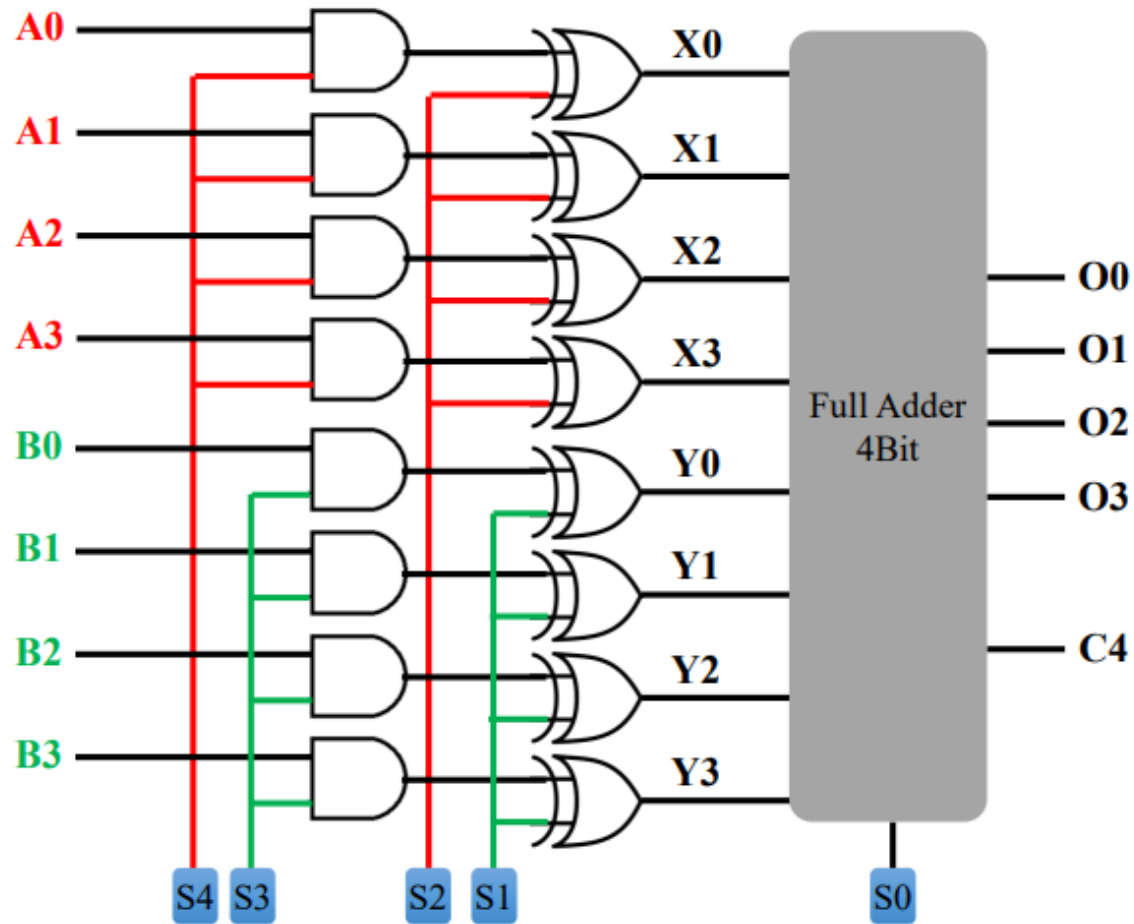 A0
X0
A1
X1
A2
X2
O0
A3
X3
O1
Full Adder
4Bit
O2
B0
Y0
O3
B1
Y1
B2
Y2
C4
B3
Y3
S4 S3 S2 S1 S0